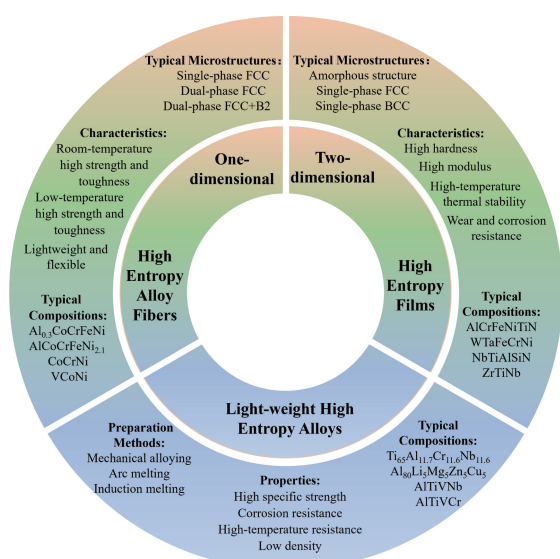 Typical Microstructures:
Single-phase FCC
Dual-phase FCC
Dual-phase FCC+B2
Typical Microstructures:
Amorphous structure
Single-phase FCC
Single-phase BCC
Characteristics:
Room-temperature
high strength and
toughness
Low-temperature
high strength and
toughness
Lightweight and
flexible
One-
dimensional
Two-
dimensional
Characteristics:
High hardness
High modulus
High-temperature
thermal stability
Wear and corrosion
resistance
High
Entropy
Alloy
Fibers
High
Entropy
Films
Typical
Compositions:
Al0.3CoCrFeNi
AlCoCrFeNi2.1
CoCrNi
VCoNi
Typical
Compositions:
AlCrFeNiTiN
WTaFeCrNi
NbTiAlSiN
ZrTiNb
Light-weight High
Entropy Alloys
Preparation
Methods:
Mechanical alloying
Arc melting
Induction melting
Properties:
High specific strength
Corrosion resistance
High-temperature resistance
Low density
Typical
Compositions:
Ti65Al11.7Cr11.6Nb11.6
Al80Li5Mg5Zn5Cu5
AlTiVNb
AlTiVCr